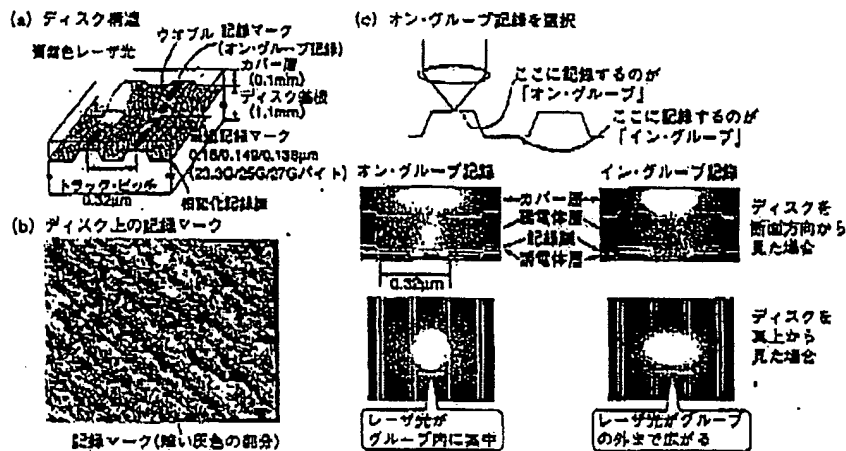 (a) ディスク構造
ウオブル
記録マーク
(オン・グルーブ記録)
レーザ光
カバー層
(0.1mm)
ディスク基板
(1.1mm)
記録マーク
0.16/0.149/0.138μm
(23.3G/25G/27Gバイト)
トラック・ピッチ
0.32μm
相変化記録膜
(b) ディスク上の記録マーク
記録マーク(暗い灰色の部分)
(c) オン・グルーブ記録を選択
ここに記録するのが
「オン・グルーブ」
ここに記録するのが
「イン・グルーブ」
オン・グルーブ記録
イン・グルーブ記録
カバー層
誘電体層
記録膜
誘電体層
0.32μm
ディスクを
断面方向から
見た場合
ディスクを
真上から
見た場合
レーザ光が
グルーブ内に集中
レーザ光がグルーブ
の外まで広がる